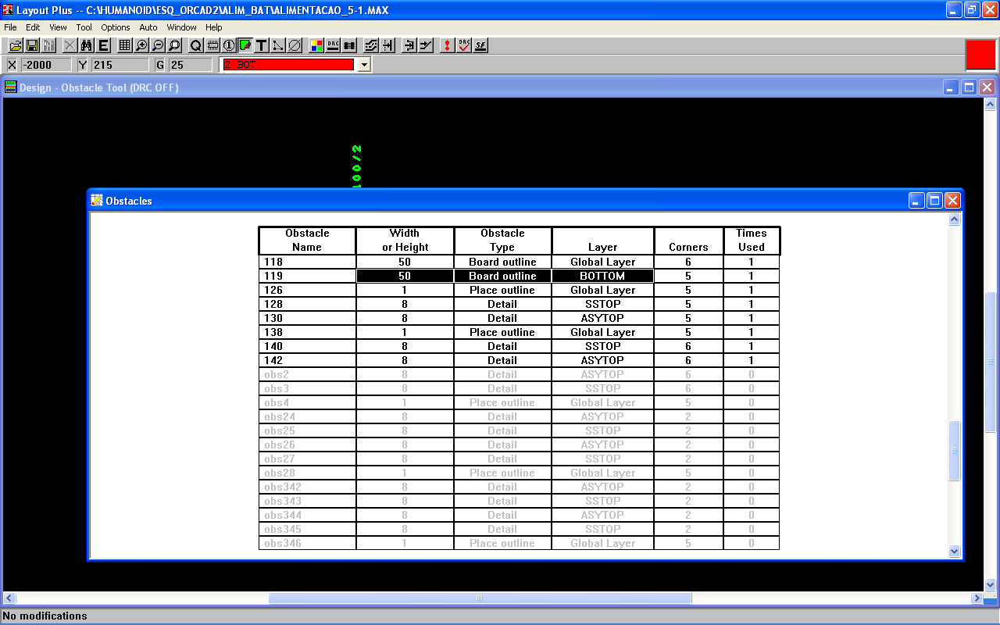 Layout Plus -- C:\HUMANOID\ESQ_ORCAD2\ALIM_BAT\ALIMENTACAO_5-1.MAX
File Edit View Tool Options Auto Window Help
E Q 1 T DRC DRC SF
X -2000 Y 215 G 25 2 BOT
Design - Obstacle Tool (DRC OFF)
100/2
Obstacles
Obstacle Name Width or Height Obstacle Type Layer Corners Times Used
118 50 Board outline Global Layer 6 1
119 50 Board outline BOTTOM 5 1
126 1 Place outline Global Layer 5 1
128 8 Detail SSTOP 5 1
130 8 Detail ASYTOP 5 1
138 1 Place outline Global Layer 5 1
140 8 Detail SSTOP 6 1
142 8 Detail ASYTOP 6 1
obs2 8 Detail ASYTOP 6 0
obs3 8 Detail SSTOP 6 0
obs4 1 Place outline Global Layer 5 0
obs24 8 Detail ASYTOP 2 0
obs25 8 Detail SSTOP 2 0
obs26 8 Detail ASYTOP 2 0
obs27 8 Detail SSTOP 2 0
obs28 1 Place outline Global Layer 5 0
obs342 8 Detail ASYTOP 2 0
obs343 8 Detail SSTOP 2 0
obs344 8 Detail ASYTOP 2 0
obs345 8 Detail SSTOP 2 0
obs346 1 Place outline Global Layer 5 0
No modifications